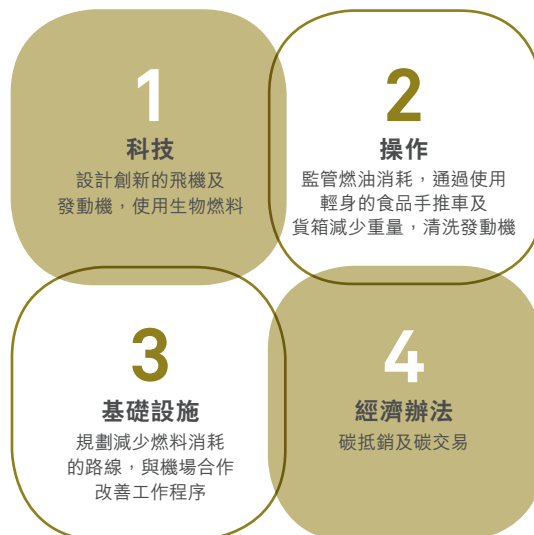 1
科技
設計創新的飛機及
發動機，使用生物燃料
2
操作
監管燃油消耗，通過使用
輕身的食品手推車及
貨箱減少重量，清洗發動機
3
基礎設施
規劃減少燃料消耗
的路線，與機場合作
改善工作程序
4
經濟辦法
碳抵銷及碳交易